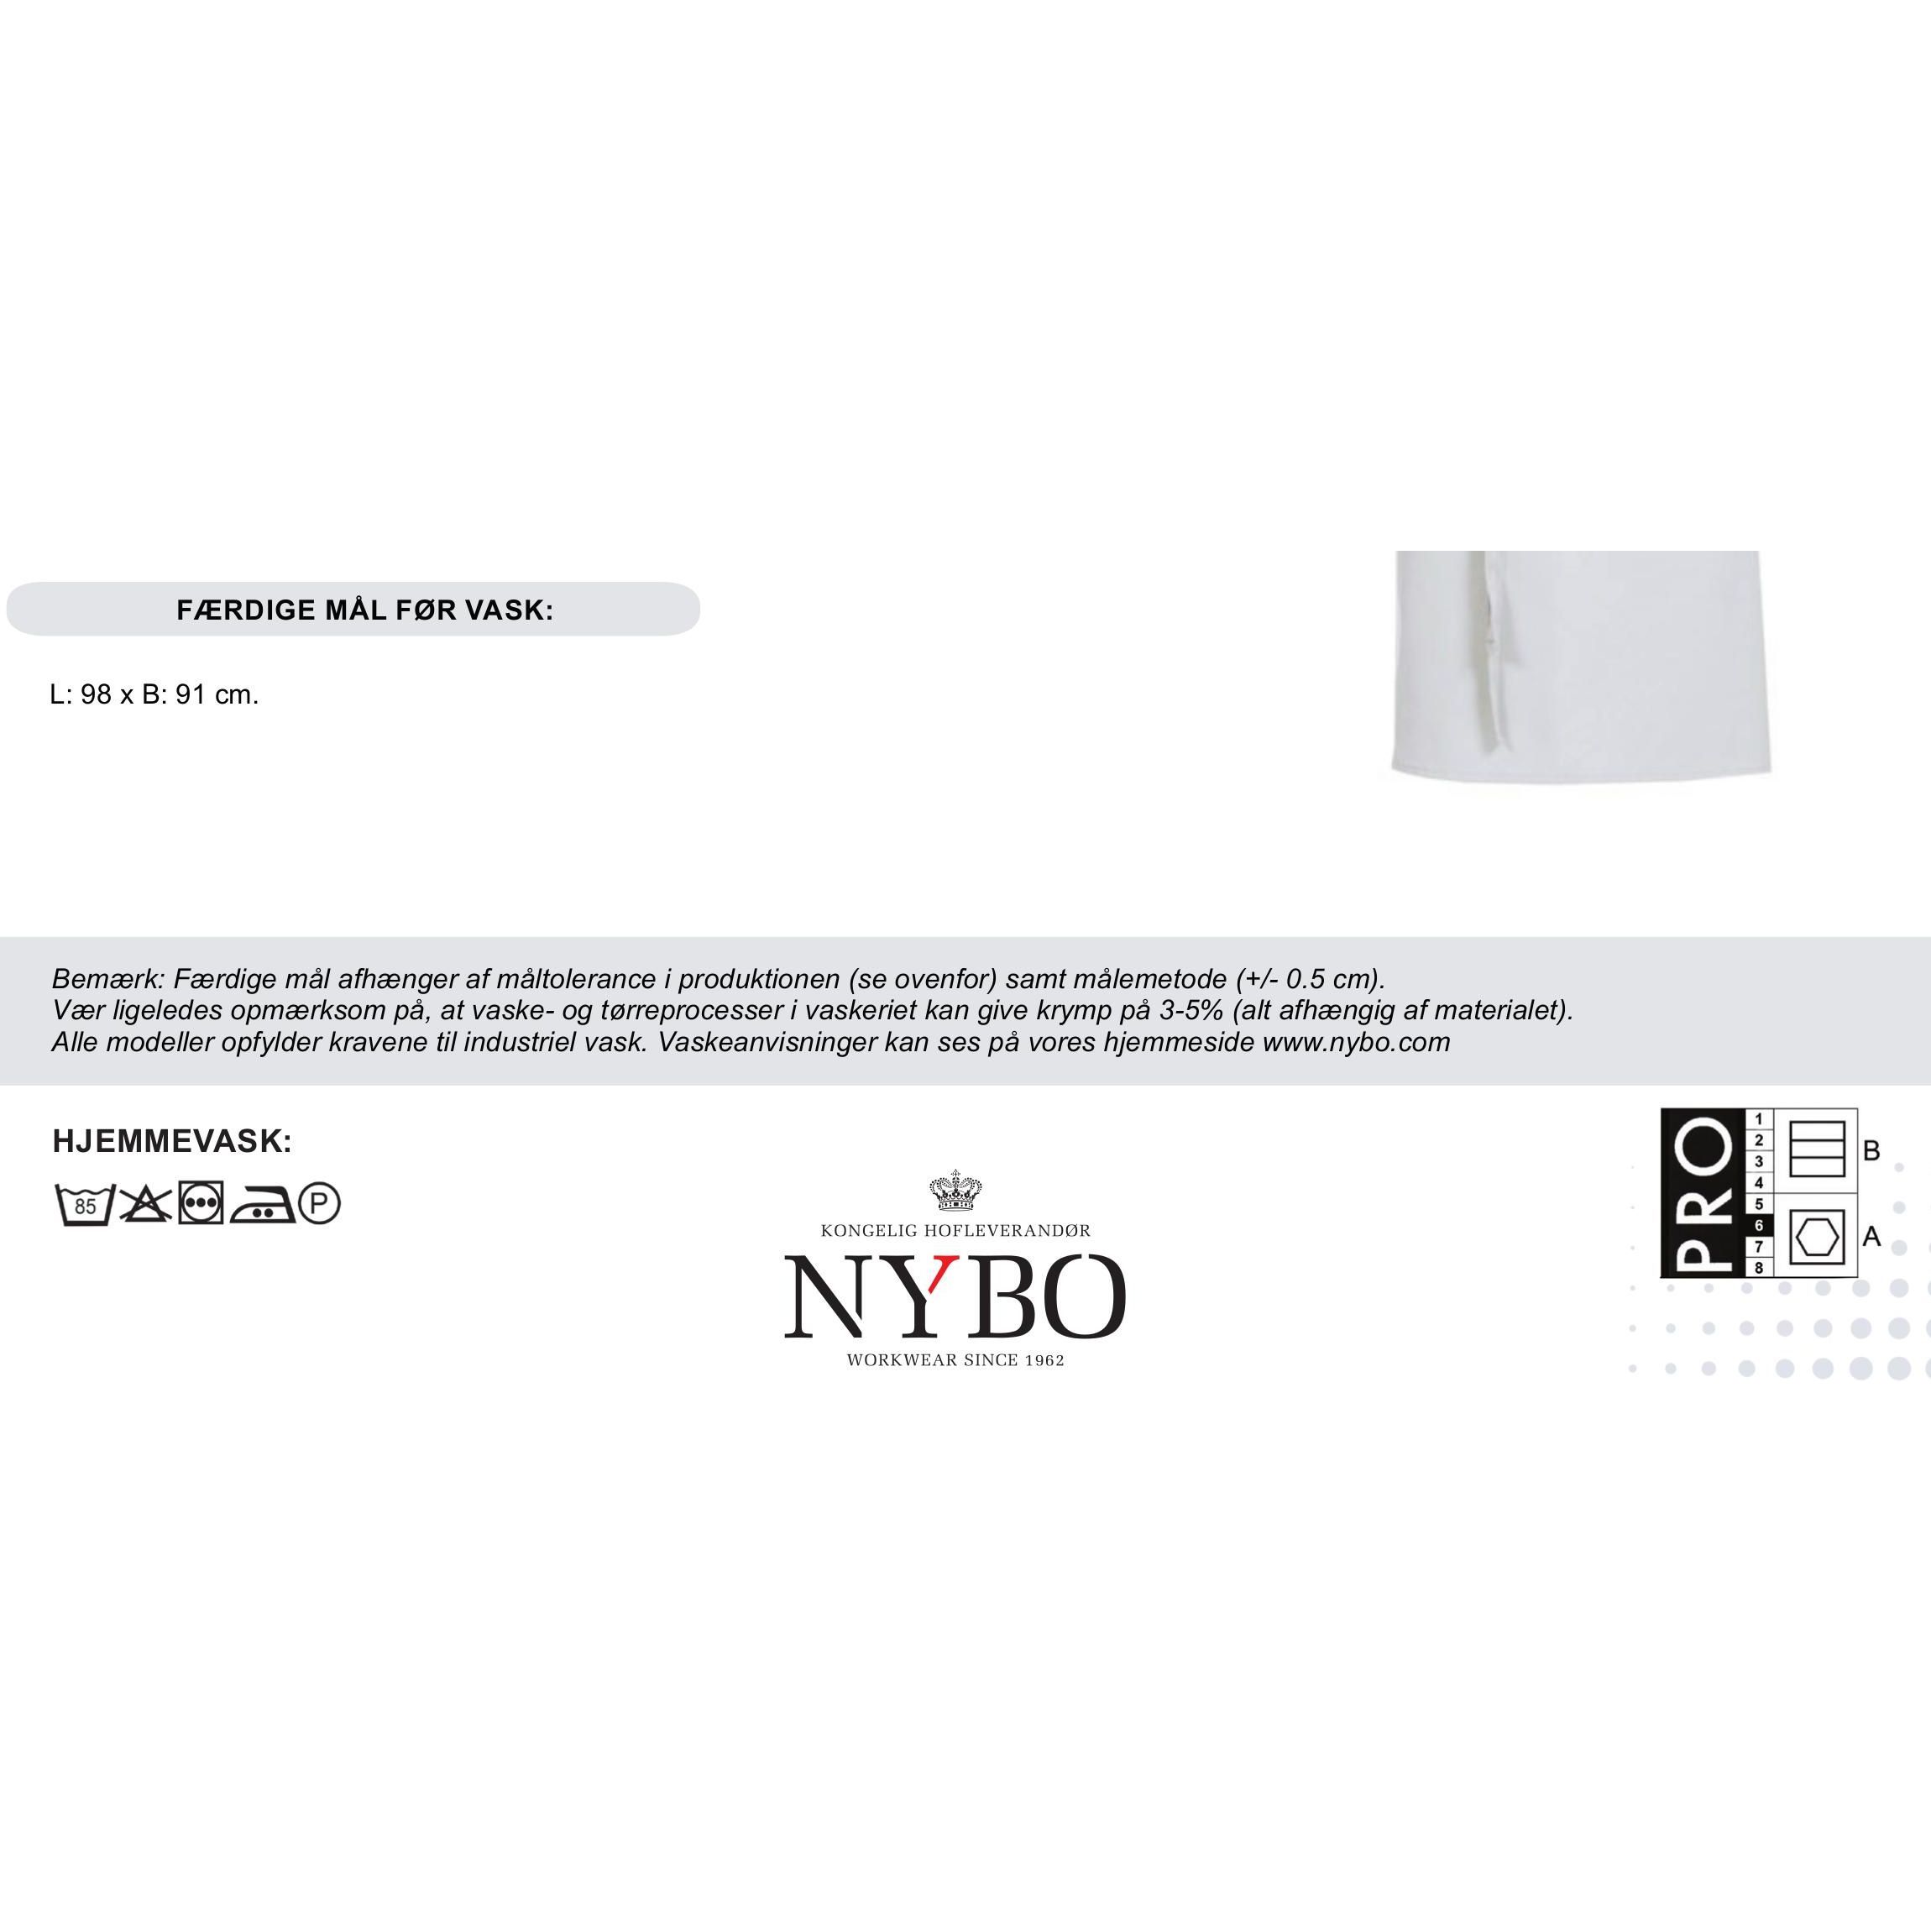 FÆRDIGE MÅL FØR VASK:
L: 98 x B: 91 cm.
Bemærk: Færdige mål afhænger af måltolerance i produktionen (se ovenfor) samt målemetode (+/- 0.5 cm).
Vær ligeledes opmærksom på, at vaske- og tørreprocesser i vaskeriet kan give krymp på 3-5% (alt afhængig af materialet).
Alle modeller opfylder kravene til industriel vask. Vaskeanvisninger kan ses på vores hjemmeside www.nybo.com
HJEMMEVASK:
85
P
KONGELIG HOFLEVERANDØR
NYBO
WORKWEAR SINCE 1962
PRO
1
2
3
4
5
6
7
8
B
A